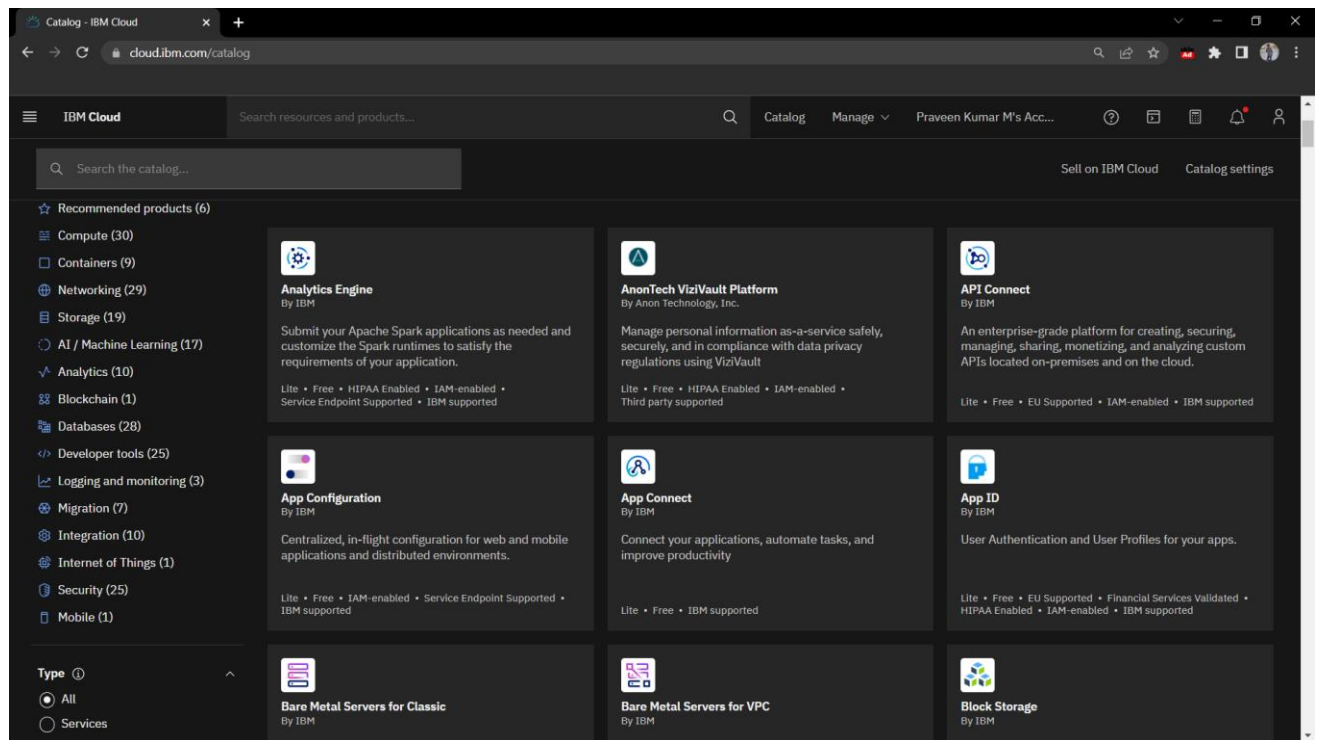 Catalog - IBM Cloud
cloud.ibm.com/catalog
Ad
IBM Cloud
Search resources and products...
Catalog
Manage
Praveen Kumar M's Acc...
Search the catalog...
Sell on IBM Cloud
Catalog settings
Recommended products (6)
Compute (30)
Containers (9)
Networking (29)
Storage (19)
AI / Machine Learning (17)
Analytics (10)
Blockchain (1)
Databases (28)
Developer tools (25)
Logging and monitoring (3)
Migration (7)
Integration (10)
Internet of Things (1)
Security (25)
Mobile (1)
Type
All
Services
Analytics Engine
By IBM
Submit your Apache Spark applications as needed and
customize the Spark runtimes to satisfy the
requirements of your application.
Lite • Free • HIPAA Enabled • IAM-enabled •
Service Endpoint Supported • IBM supported
AnonTech ViziVault Platform
By Anon Technology, Inc.
Manage personal information as-a-service safely,
securely, and in compliance with data privacy
regulations using ViziVault
Lite • Free • HIPAA Enabled • IAM-enabled •
Third party supported
API Connect
By IBM
An enterprise-grade platform for creating, securing,
managing, sharing, monetizing, and analyzing custom
APIs located on-premises and on the cloud.
Lite • Free • EU Supported • IAM-enabled • IBM supported
App Configuration
By IBM
Centralized, in-flight configuration for web and mobile
applications and distributed environments.
Lite • Free • IAM-enabled • Service Endpoint Supported •
IBM supported
App Connect
By IBM
Connect your applications, automate tasks, and
improve productivity
Lite • Free • IBM supported
App ID
By IBM
User Authentication and User Profiles for your apps.
Lite • Free • EU Supported • Financial Services Validated •
HIPAA Enabled • IAM-enabled • IBM supported
Bare Metal Servers for Classic
By IBM
Bare Metal Servers for VPC
By IBM
Block Storage
By IBM